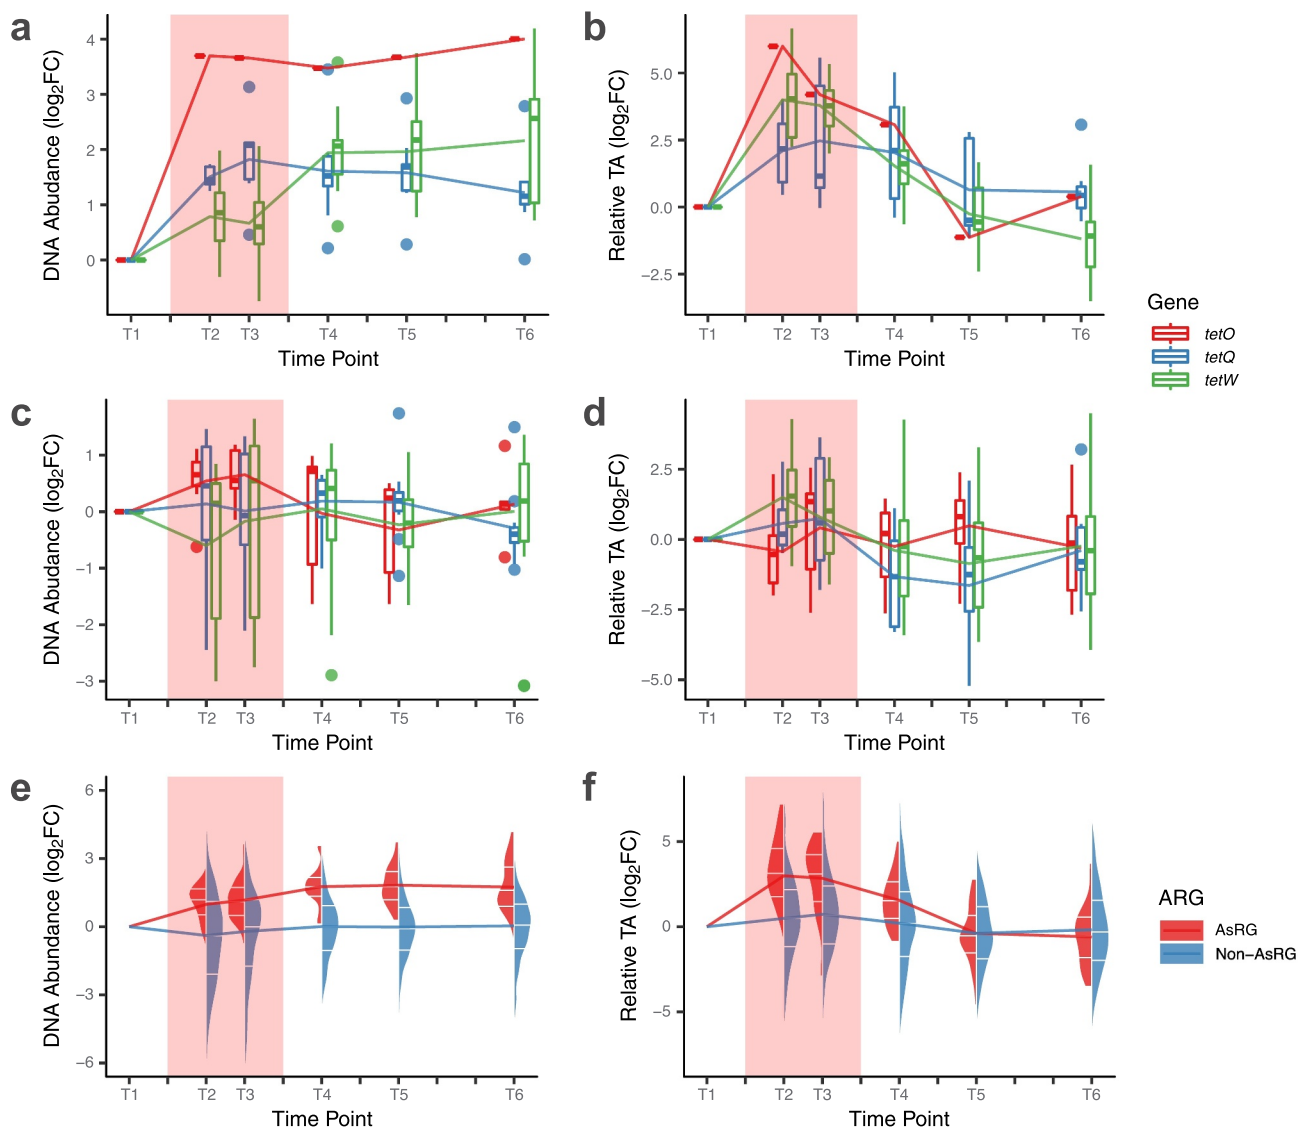 a
DNA Abudance (log2FC)
4
3
2
1
0
T1 T2 T3 T4 T5 T6
Time Point
b
Relative TA (log2FC)
5.0
2.5
0.0
−2.5
T1 T2 T3 T4 T5 T6
Time Point
Gene
tetO
tetQ
tetW
c
DNA Abudance (log2FC)
1
0
−1
−2
−3
T1 T2 T3 T4 T5 T6
Time Point
d
Relative TA (log2FC)
2.5
0.0
−2.5
−5.0
T1 T2 T3 T4 T5 T6
Time Point
e
DNA Abundance (log2FC)
6
3
0
−3
−6
T1 T2 T3 T4 T5 T6
Time Point
f
Relative TA (log2FC)
5
0
−5
T1 T2 T3 T4 T5 T6
Time Point
ARG
AsRG
Non−AsRG